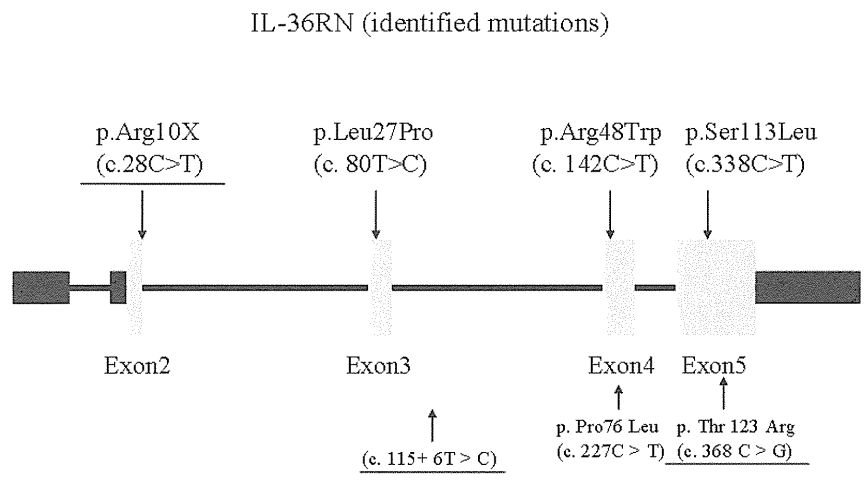 IL-36RN (identified mutations)
p.Arg10X
(c.28C>T)
p.Leu27Pro
(c. 80T>C)
p.Arg48Trp
(c. 142C>T)
p.Ser113Leu
(c.338C>T)
Exon2
Exon3
Exon4
Exon5
(c. 115+ 6T > C)
p. Pro76 Leu
(c. 227C > T)
p. Thr 123 Arg
(c. 368 C > G)